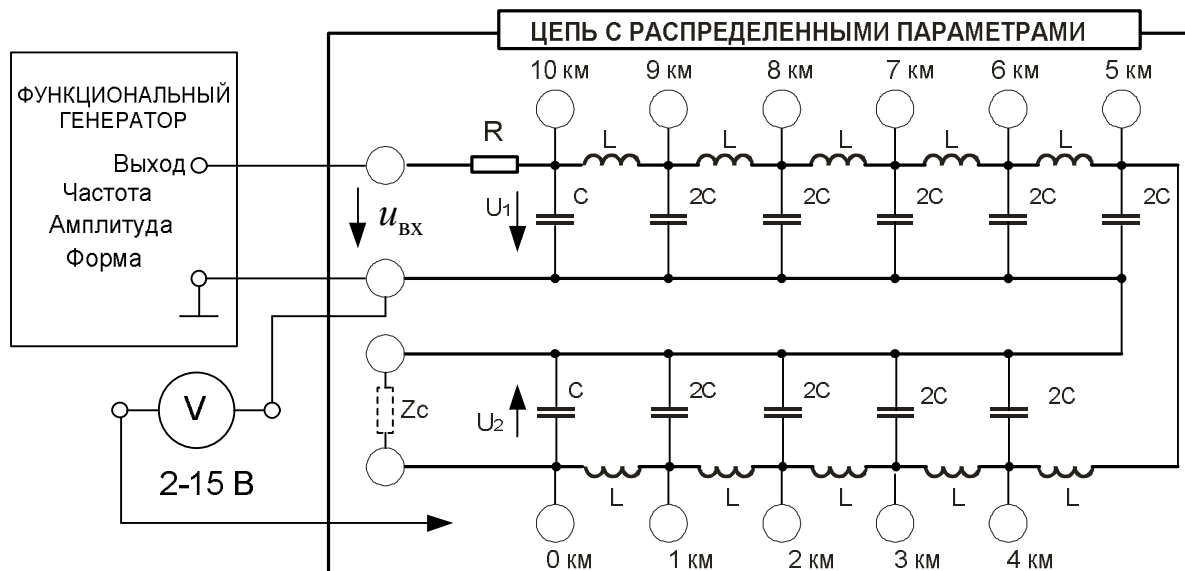 ЦЕПЬ С РАСПРЕДЕЛЕННЫМИ ПАРАМЕТРАМИ
10 км 9 км 8 км 7 км 6 км 5 км
ФУНКЦИОНАЛЬНЫЙ
ГЕНЕРАТОР
Выход
Частота
Амплитуда
Форма
R L L L L L
uвх
U1
C 2C 2C 2C 2C 2C
Zc
U2
C 2C 2C 2C 2C
V
2-15 В
L L L L L
0 км 1 км 2 км 3 км 4 км